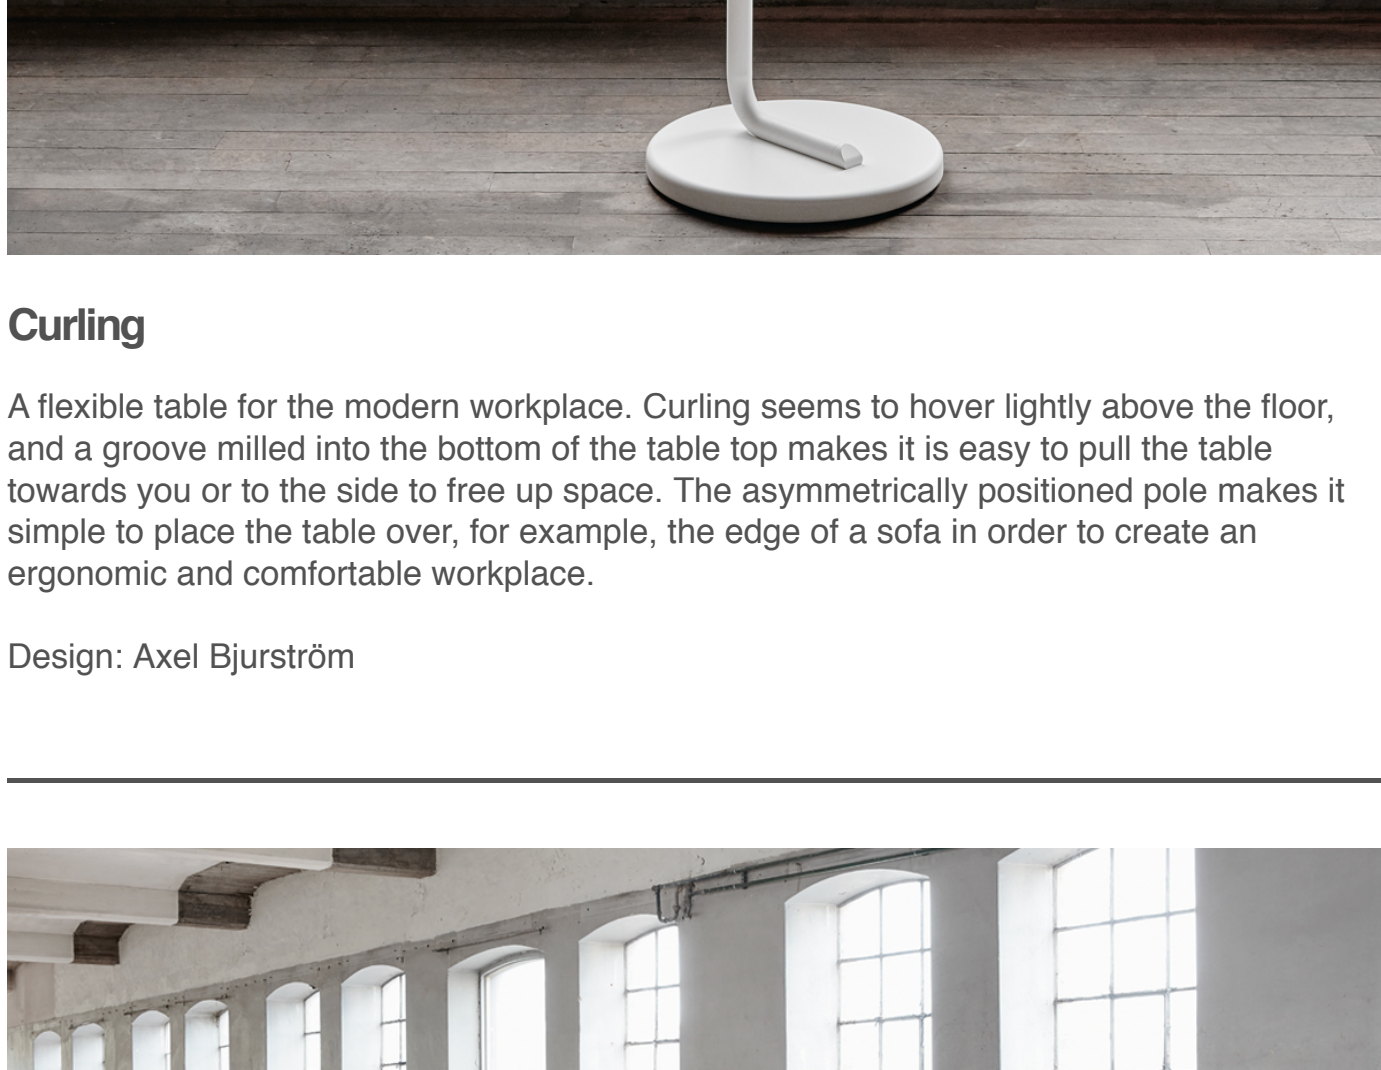 Curling
A flexible table for the modern workplace. Curling seems to hover lightly above the floor,
and a groove milled into the bottom of the table top makes it is easy to pull the table
towards you or to the side to free up space. The asymmetrically positioned pole makes it
simple to place the table over, for example, the edge of a sofa in order to create an
ergonomic and comfortable workplace.
Design: Axel Bjurström